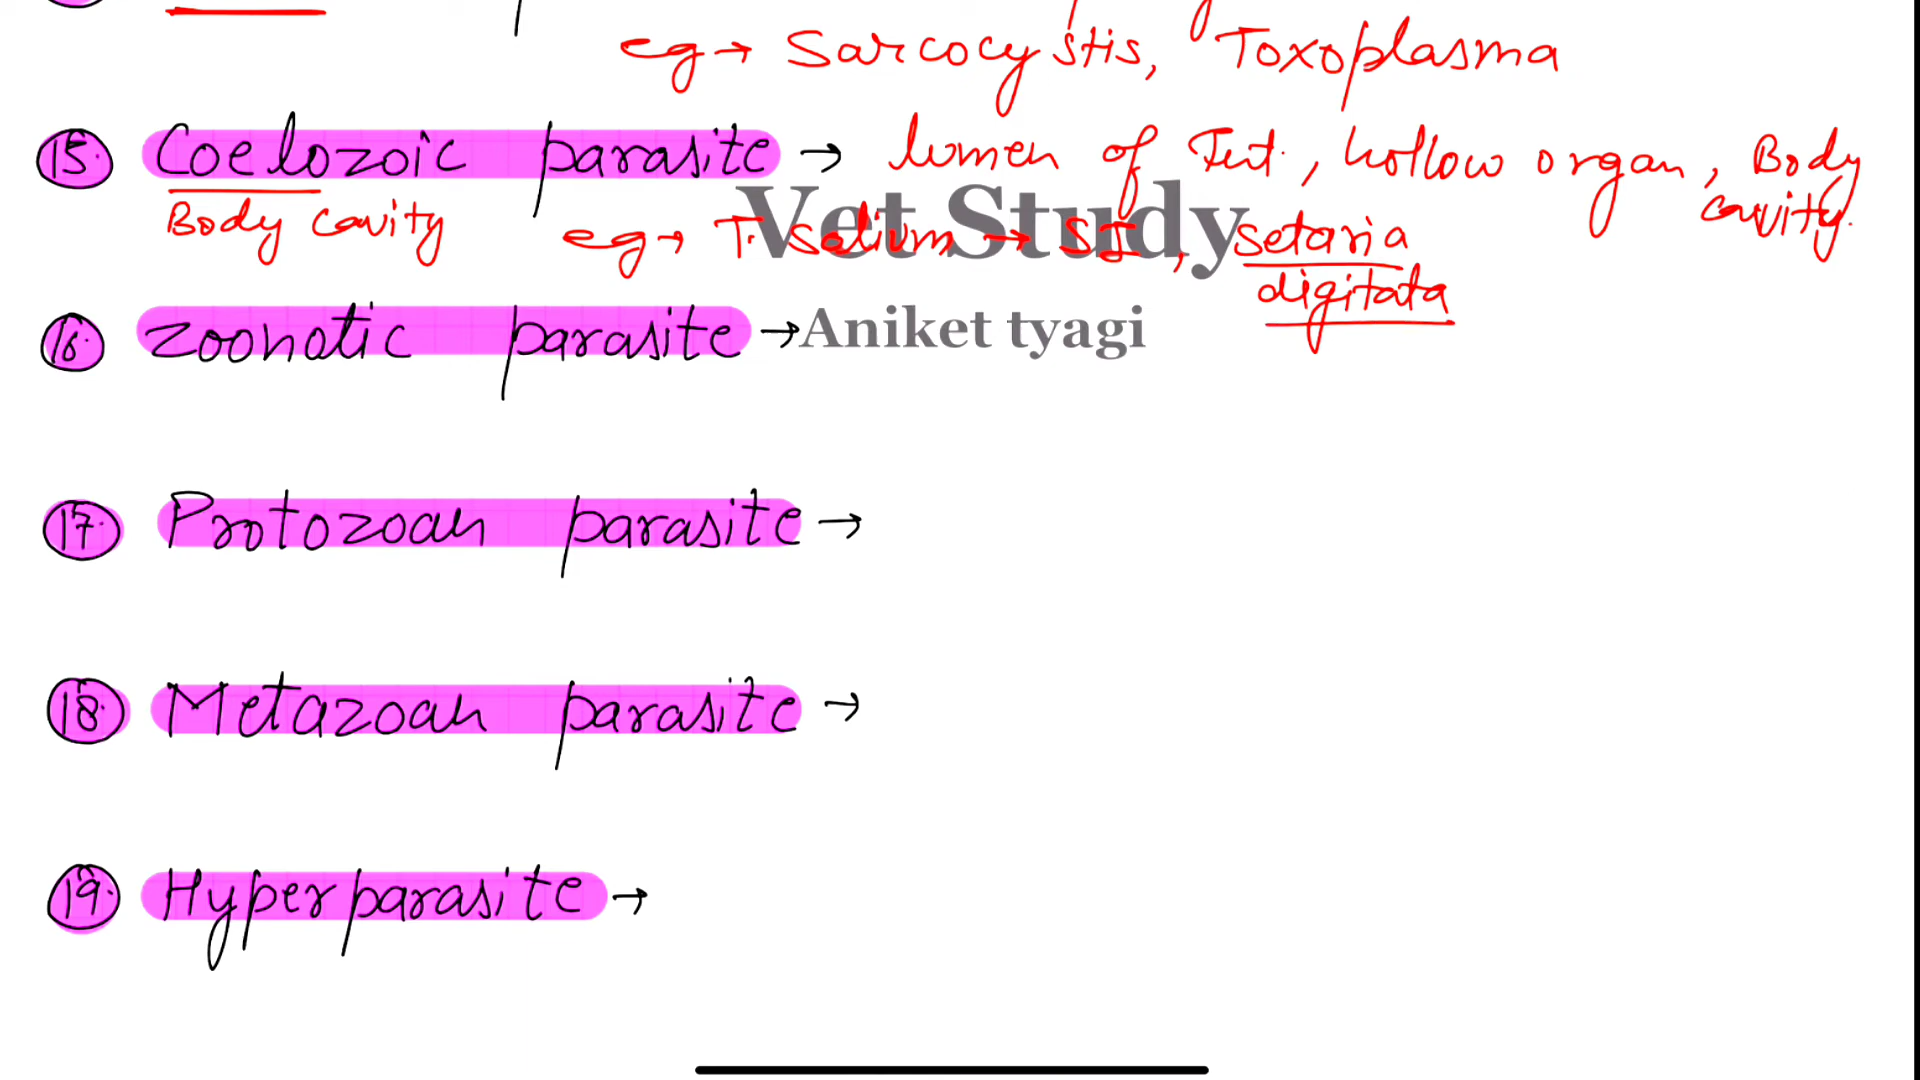 eg → Sarcocystis, Toxoplasma
15. Coelozoic parasite → lumen of Int., hollow organ, Body cavity.
Body cavity eg → T. solium → SI, setaria digitata
Vet Study
16. Zoonotic parasite →
Aniket tyagi
17. Protozoan parasite →
18. Metazoan parasite →
19. Hyperparasite →